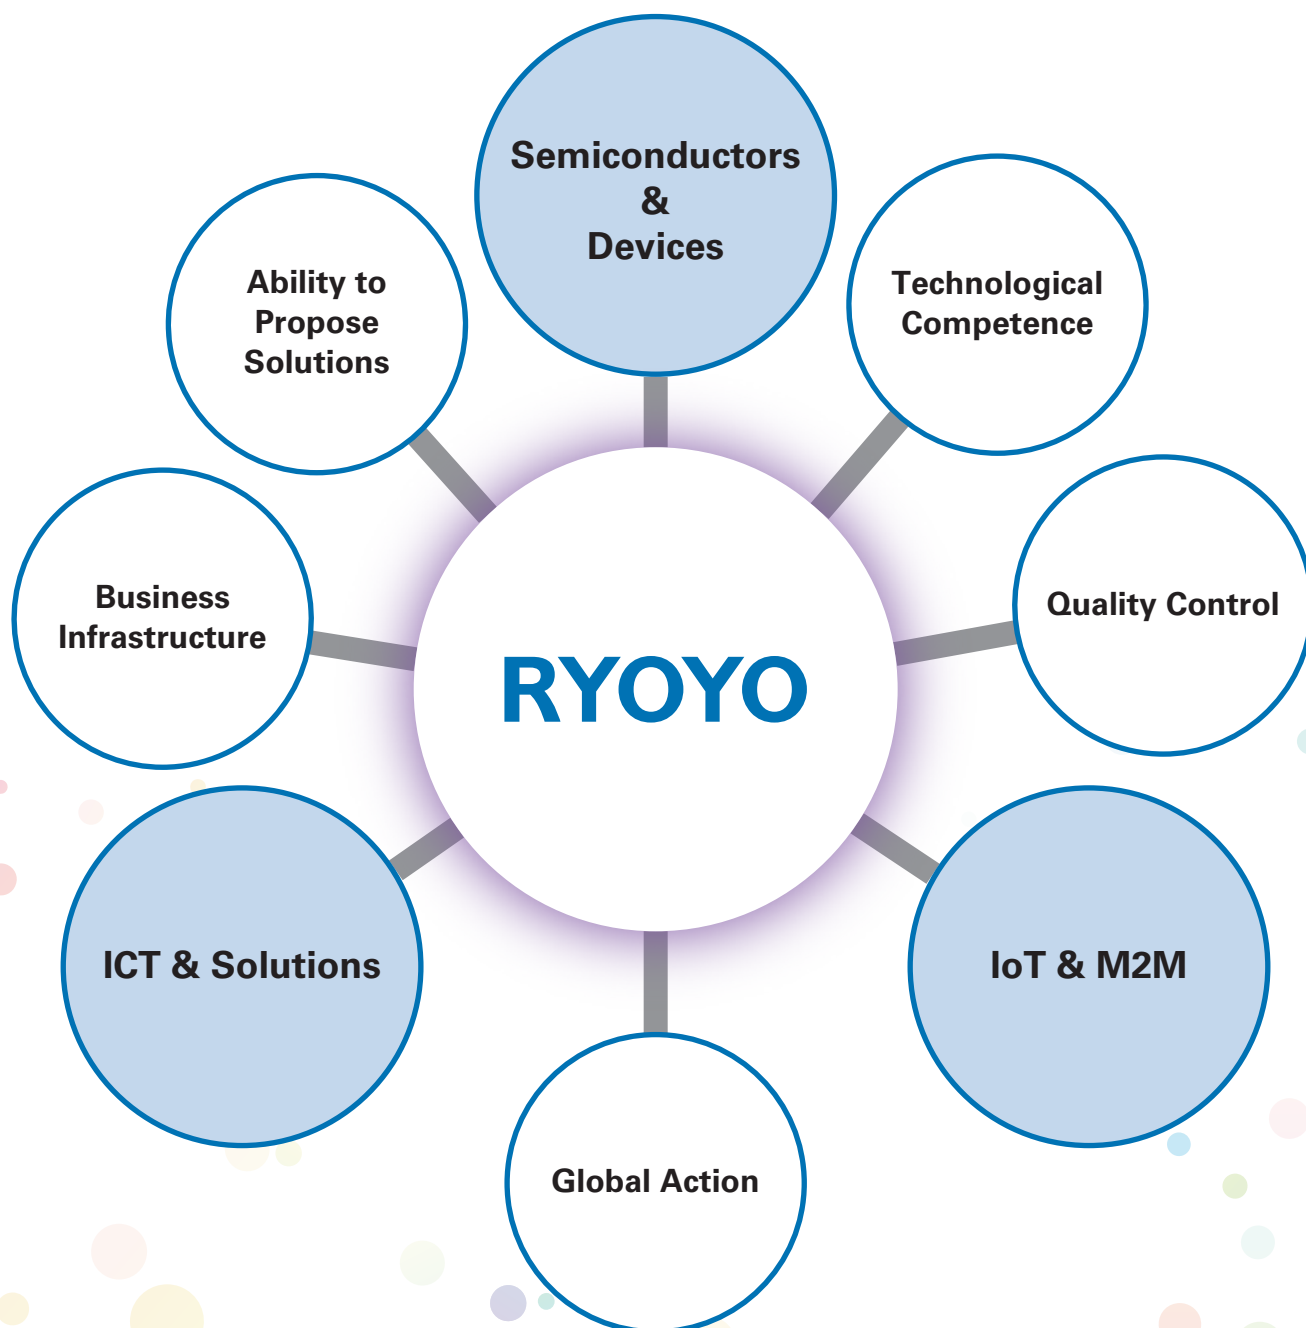 Semiconductors
&
Devices
Ability to
Propose
Solutions
Technological
Competence
Business
Infrastructure
Quality Control
RYOYO
ICT & Solutions
IoT & M2M
Global Action